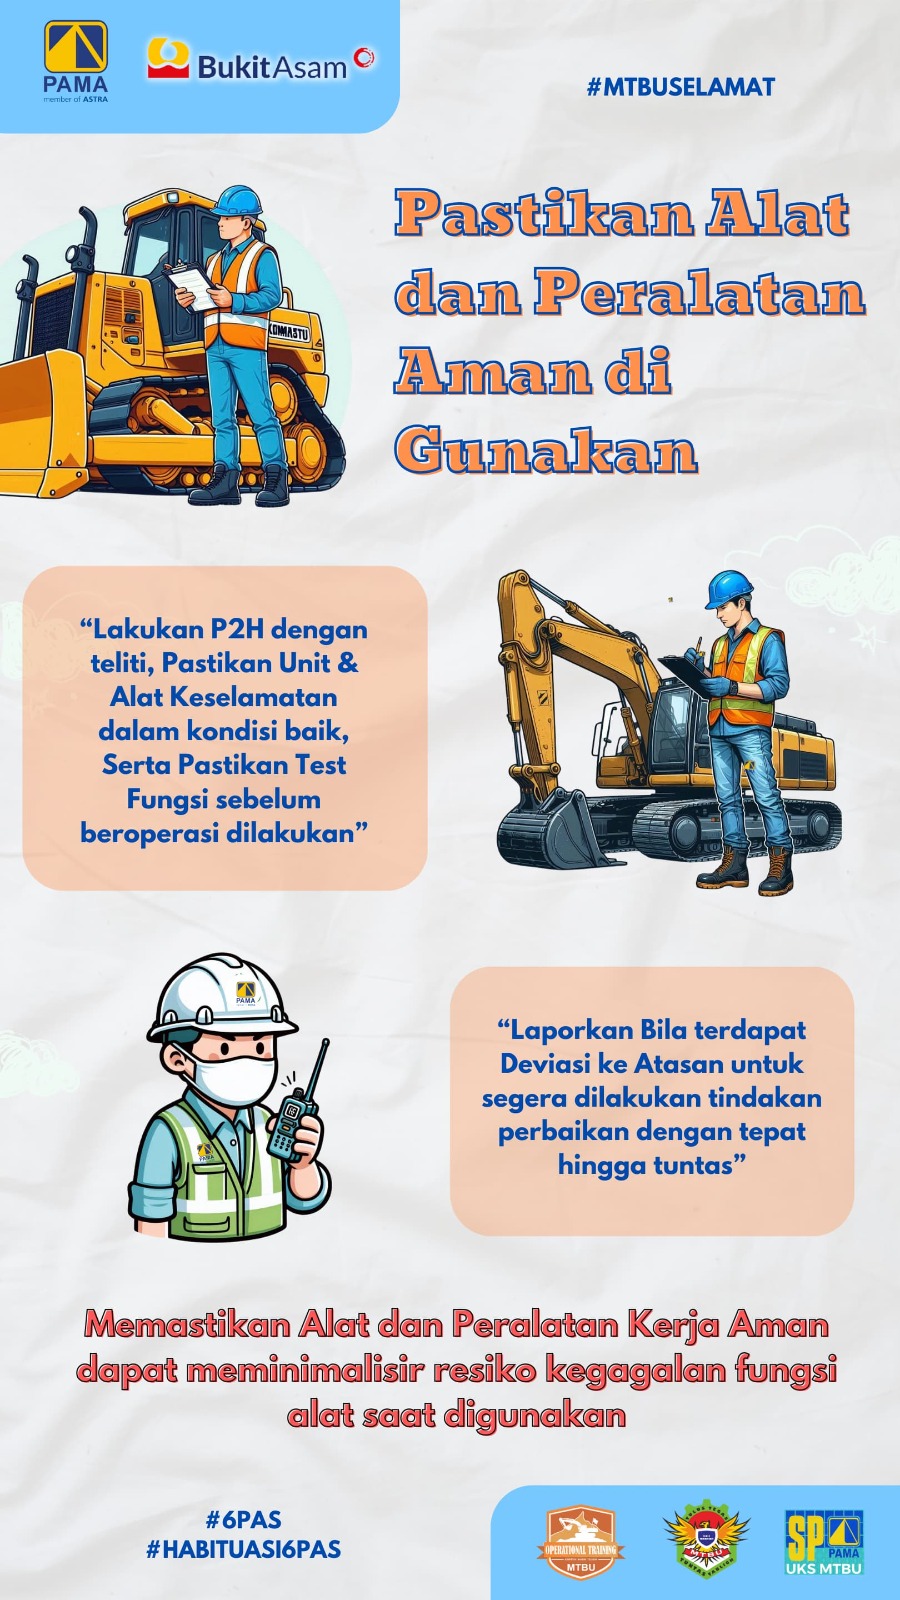 PAMA
member of ASTRA
BukitAsam
#MTBUSELAMAT
Pastikan Alat
dan Peralatan
Aman di
Gunakan
KOMMASTU
“Lakukan P2H dengan
teliti, Pastikan Unit &
Alat Keselamatan
dalam kondisi baik,
Serta Pastikan Test
Fungsi sebelum
beroperasi dilakukan”
PAMA
PAMA
“Laporkan Bila terdapat
Deviasi ke Atasan untuk
segera dilakukan tindakan
perbaikan dengan tepat
hingga tuntas”
Memastikan Alat dan Peralatan Kerja Aman
dapat meminimalisir resiko kegagalan fungsi
alat saat digunakan
#6PAS
#HABITUASI6PAS
OPERATIONAL TRAINING
MTBU
MTBU
SP
PAMA
UKS MTBU